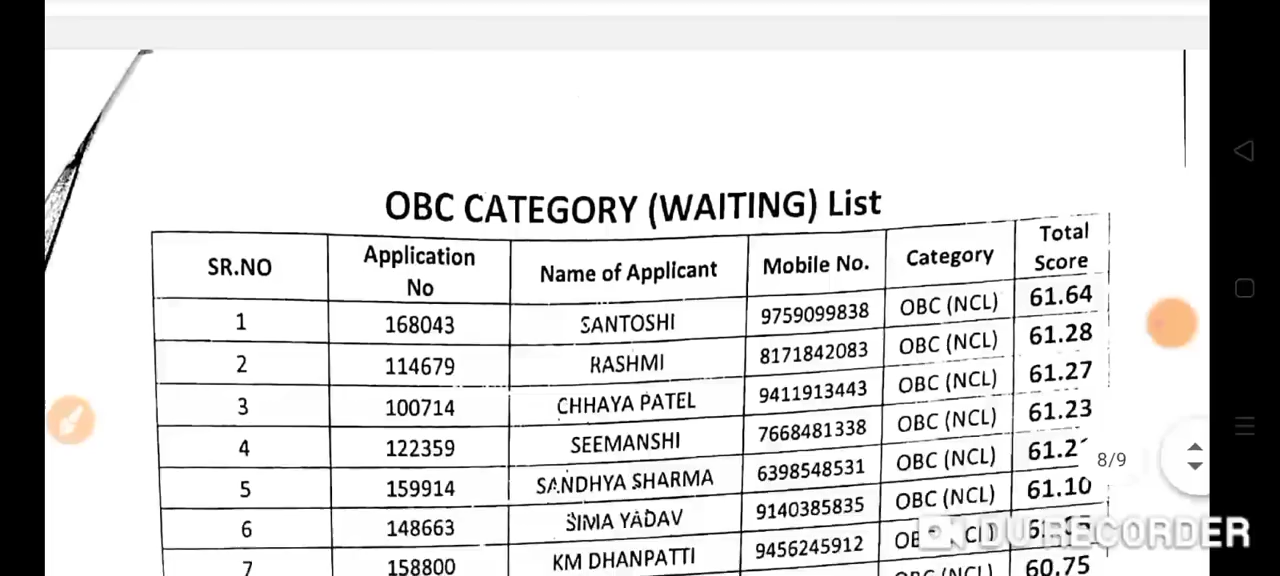 OBC CATEGORY (WAITING) List
SR.NO Application No Name of Applicant Mobile No. Category Total Score
1 168043 SANTOSHI 9759099838 OBC (NCL) 61.64
2 114679 RASHMI 8171842083 OBC (NCL) 61.28
3 100714 CHHAYA PATEL 9411913443 OBC (NCL) 61.27
4 122359 SEEMANSHI 7668481338 OBC (NCL) 61.23
5 159914 SANDHYA SHARMA 6398548531 OBC (NCL)
6 148663 SIMA YADAV 9140385835 OBC (NCL) 61.10
7 158800 KM DHANPATTI 9456245912
60.75
8/9
DU RECORDER